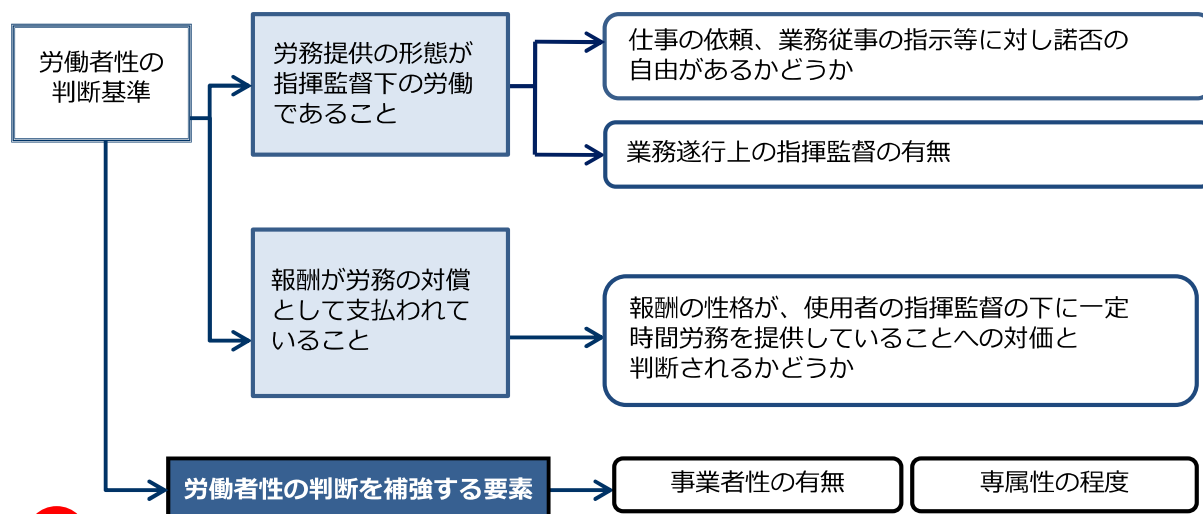 労働者性の
判断基準
労務提供の形態が
指揮監督下の労働
であること
仕事の依頼、業務従事の指示等に対し諾否の
自由があるかどうか
業務遂行上の指揮監督の有無
報酬が労務の対償
として支払われて
いること
報酬の性格が、使用者の指揮監督の下に一定
時間労務を提供していることへの対価と
判断されるかどうか
労働者性の判断を補強する要素
事業者性の有無
専属性の程度